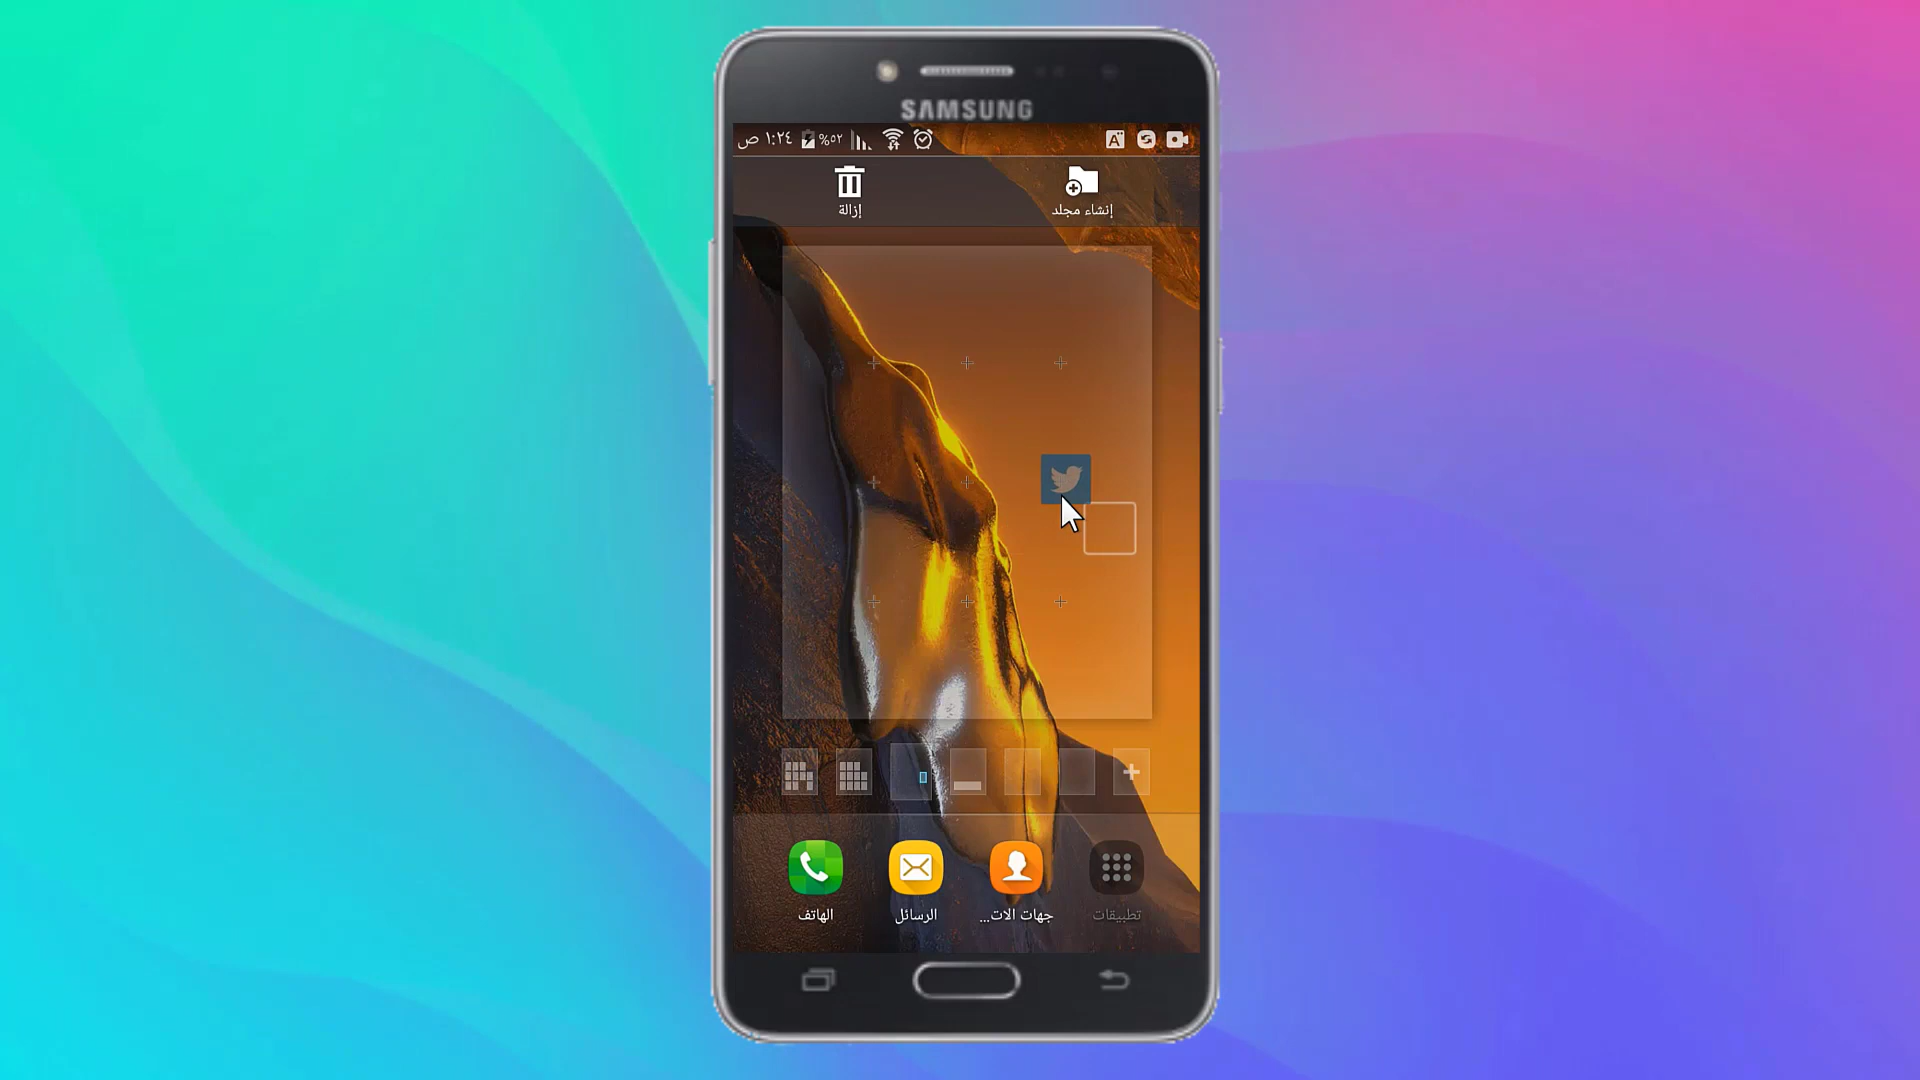 SAMSUNG
١:٢٤ ص %٥٢
إزالة
إنشاء مجلد
الهاتف
الرسائل
جهات الات...
تطبيقات